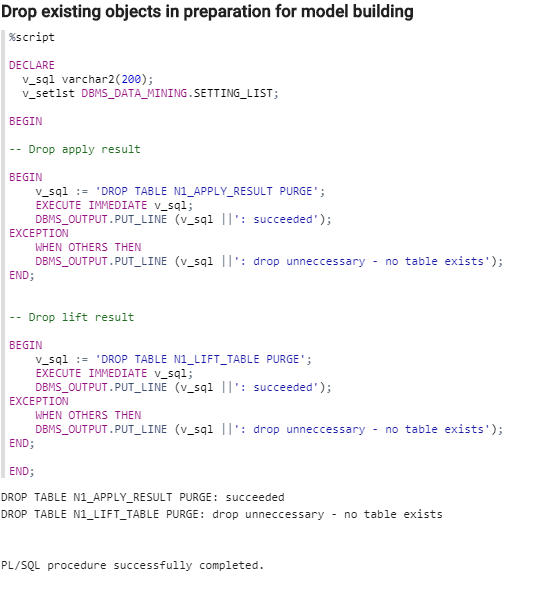 Drop existing objects in preparation for model building
%script
DECLARE
v_sql varchar2(200);
v_setlst DBMS_DATA_MINING.SETTING_LIST;
BEGIN
-- Drop apply result
BEGIN
v_sql := 'DROP TABLE N1_APPLY_RESULT PURGE';
EXECUTE IMMEDIATE v_sql;
DBMS_OUTPUT.PUT_LINE (v_sql ||': succeeded');
EXCEPTION
WHEN OTHERS THEN
DBMS_OUTPUT.PUT_LINE (v_sql ||': drop unneccessary - no table exists');
END;
-- Drop lift result
BEGIN
v_sql := 'DROP TABLE N1_LIFT_TABLE PURGE';
EXECUTE IMMEDIATE v_sql;
DBMS_OUTPUT.PUT_LINE (v_sql ||': succeeded');
EXCEPTION
WHEN OTHERS THEN
DBMS_OUTPUT.PUT_LINE (v_sql ||': drop unneccessary - no table exists');
END;
END;
DROP TABLE N1_APPLY_RESULT PURGE: succeeded
DROP TABLE N1_LIFT_TABLE PURGE: drop unneccessary - no table exists
PL/SQL procedure successfully completed.